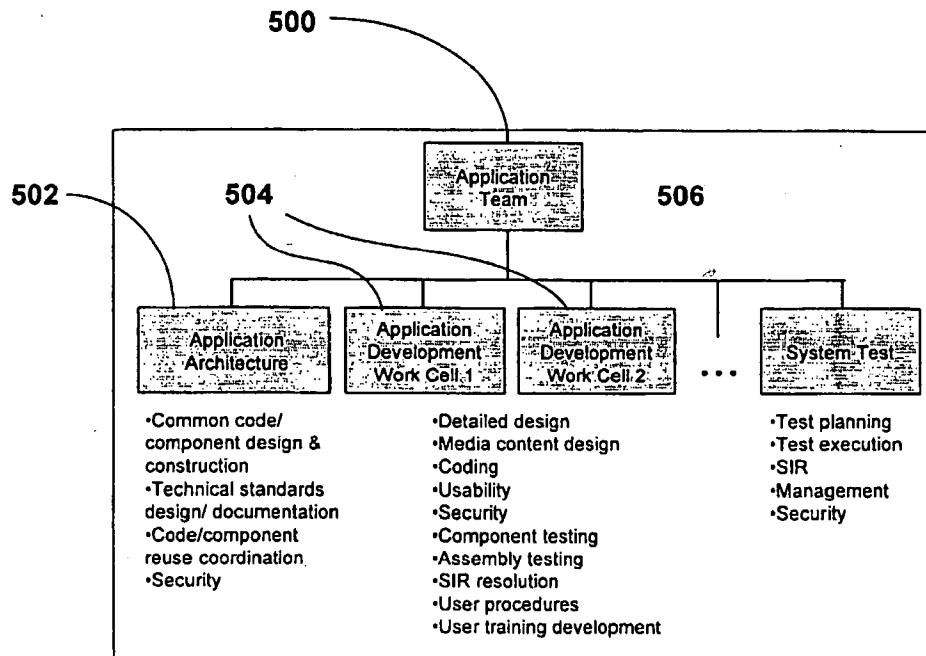 500
Application
Team
502
504
506
Application
Architecture
Application
Development
Work Cell 1
Application
Development
Work Cell 2
...
System Test
•Common code/
component design &
construction
•Technical standards
design/ documentation
•Code/component
reuse coordination
•Security
•Detailed design
•Media content design
•Coding
•Usability
•Security
•Component testing
•Assembly testing
•SIR resolution
•User procedures
•User training development
•Test planning
•Test execution
•SIR
•Management
•Security